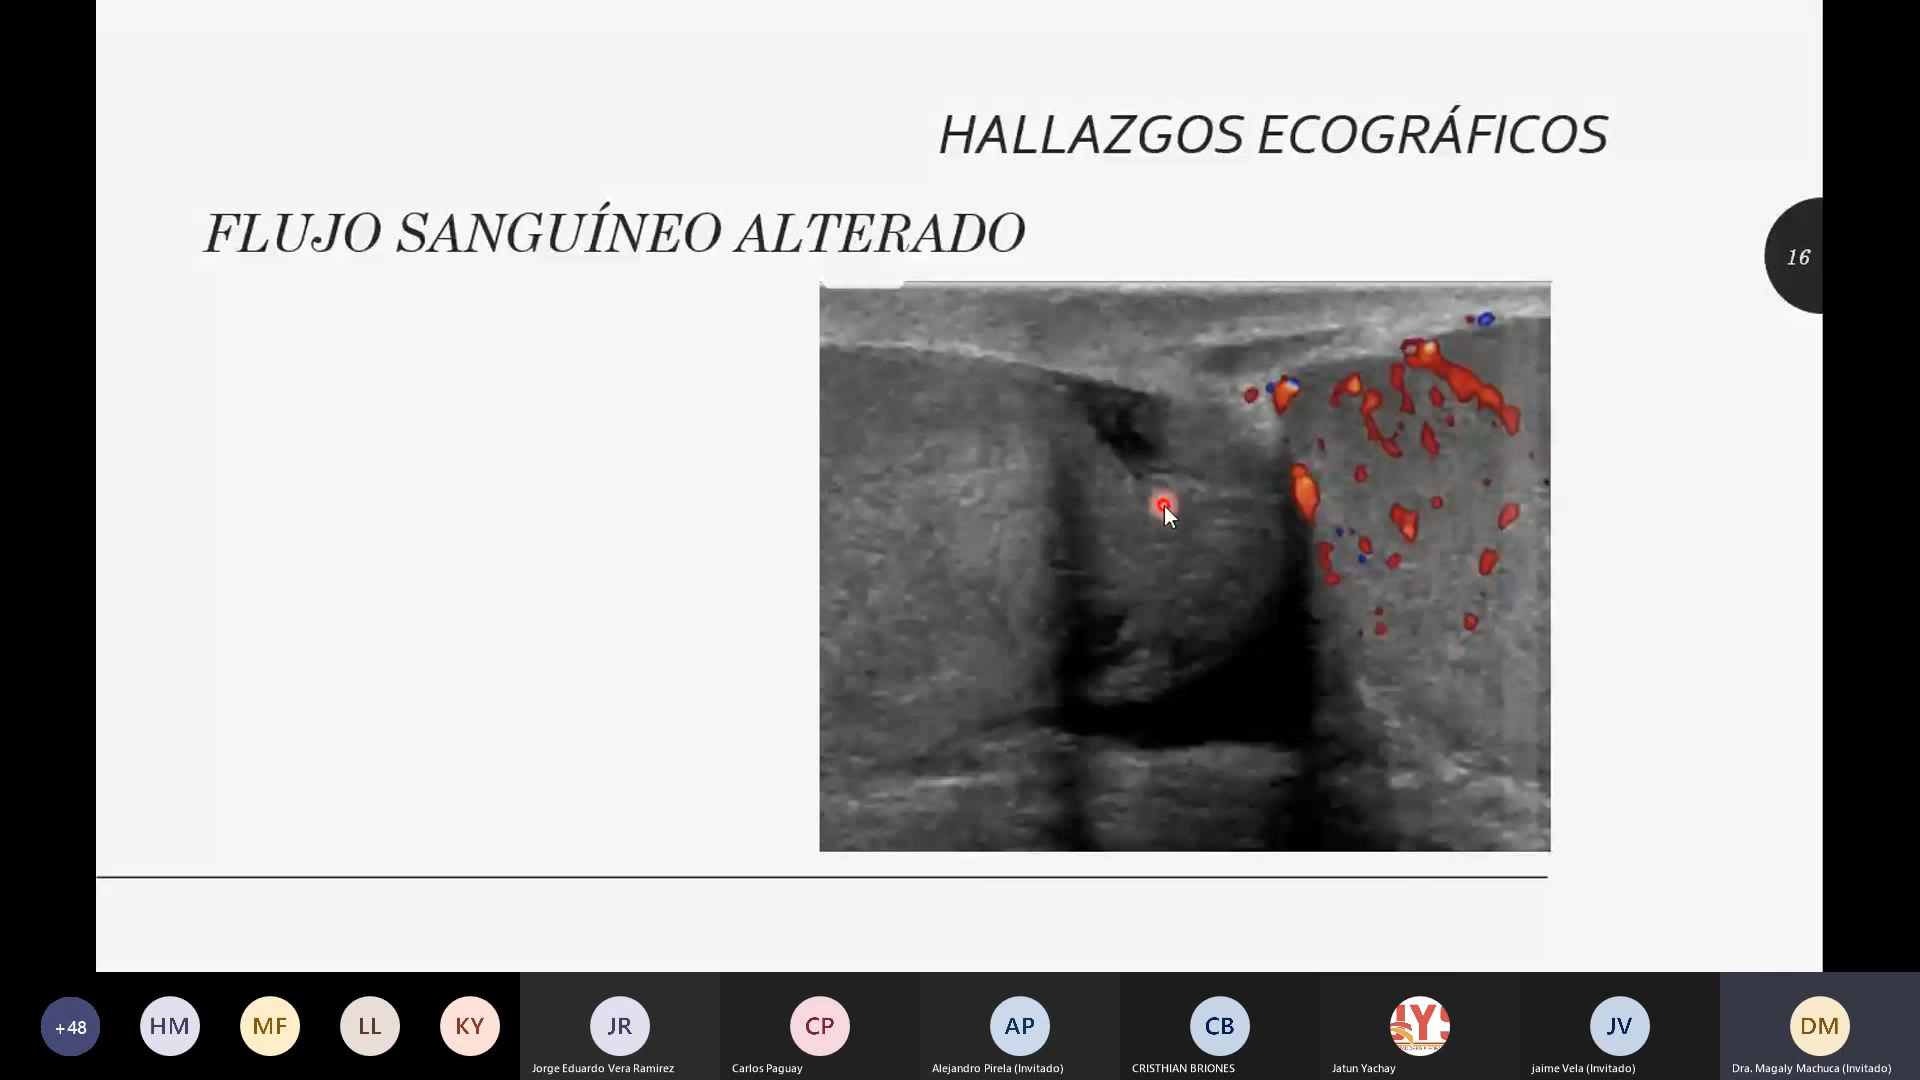 HALLAZGOS ECOGRÁFICOS
FLUJO SANGUÍNEO ALTERADO
16
+48
HM
MF
LL
KY
JR
CP
AP
CB
JV
DM
Jorge Eduardo Vera Ramirez
Carlos Paguay
Alejandro Pirela (Invitado)
CRISTHIAN BRIONES
Jatun Yachay
jaime Vela (Invitado)
Dra. Magaly Machuca (Invitado)